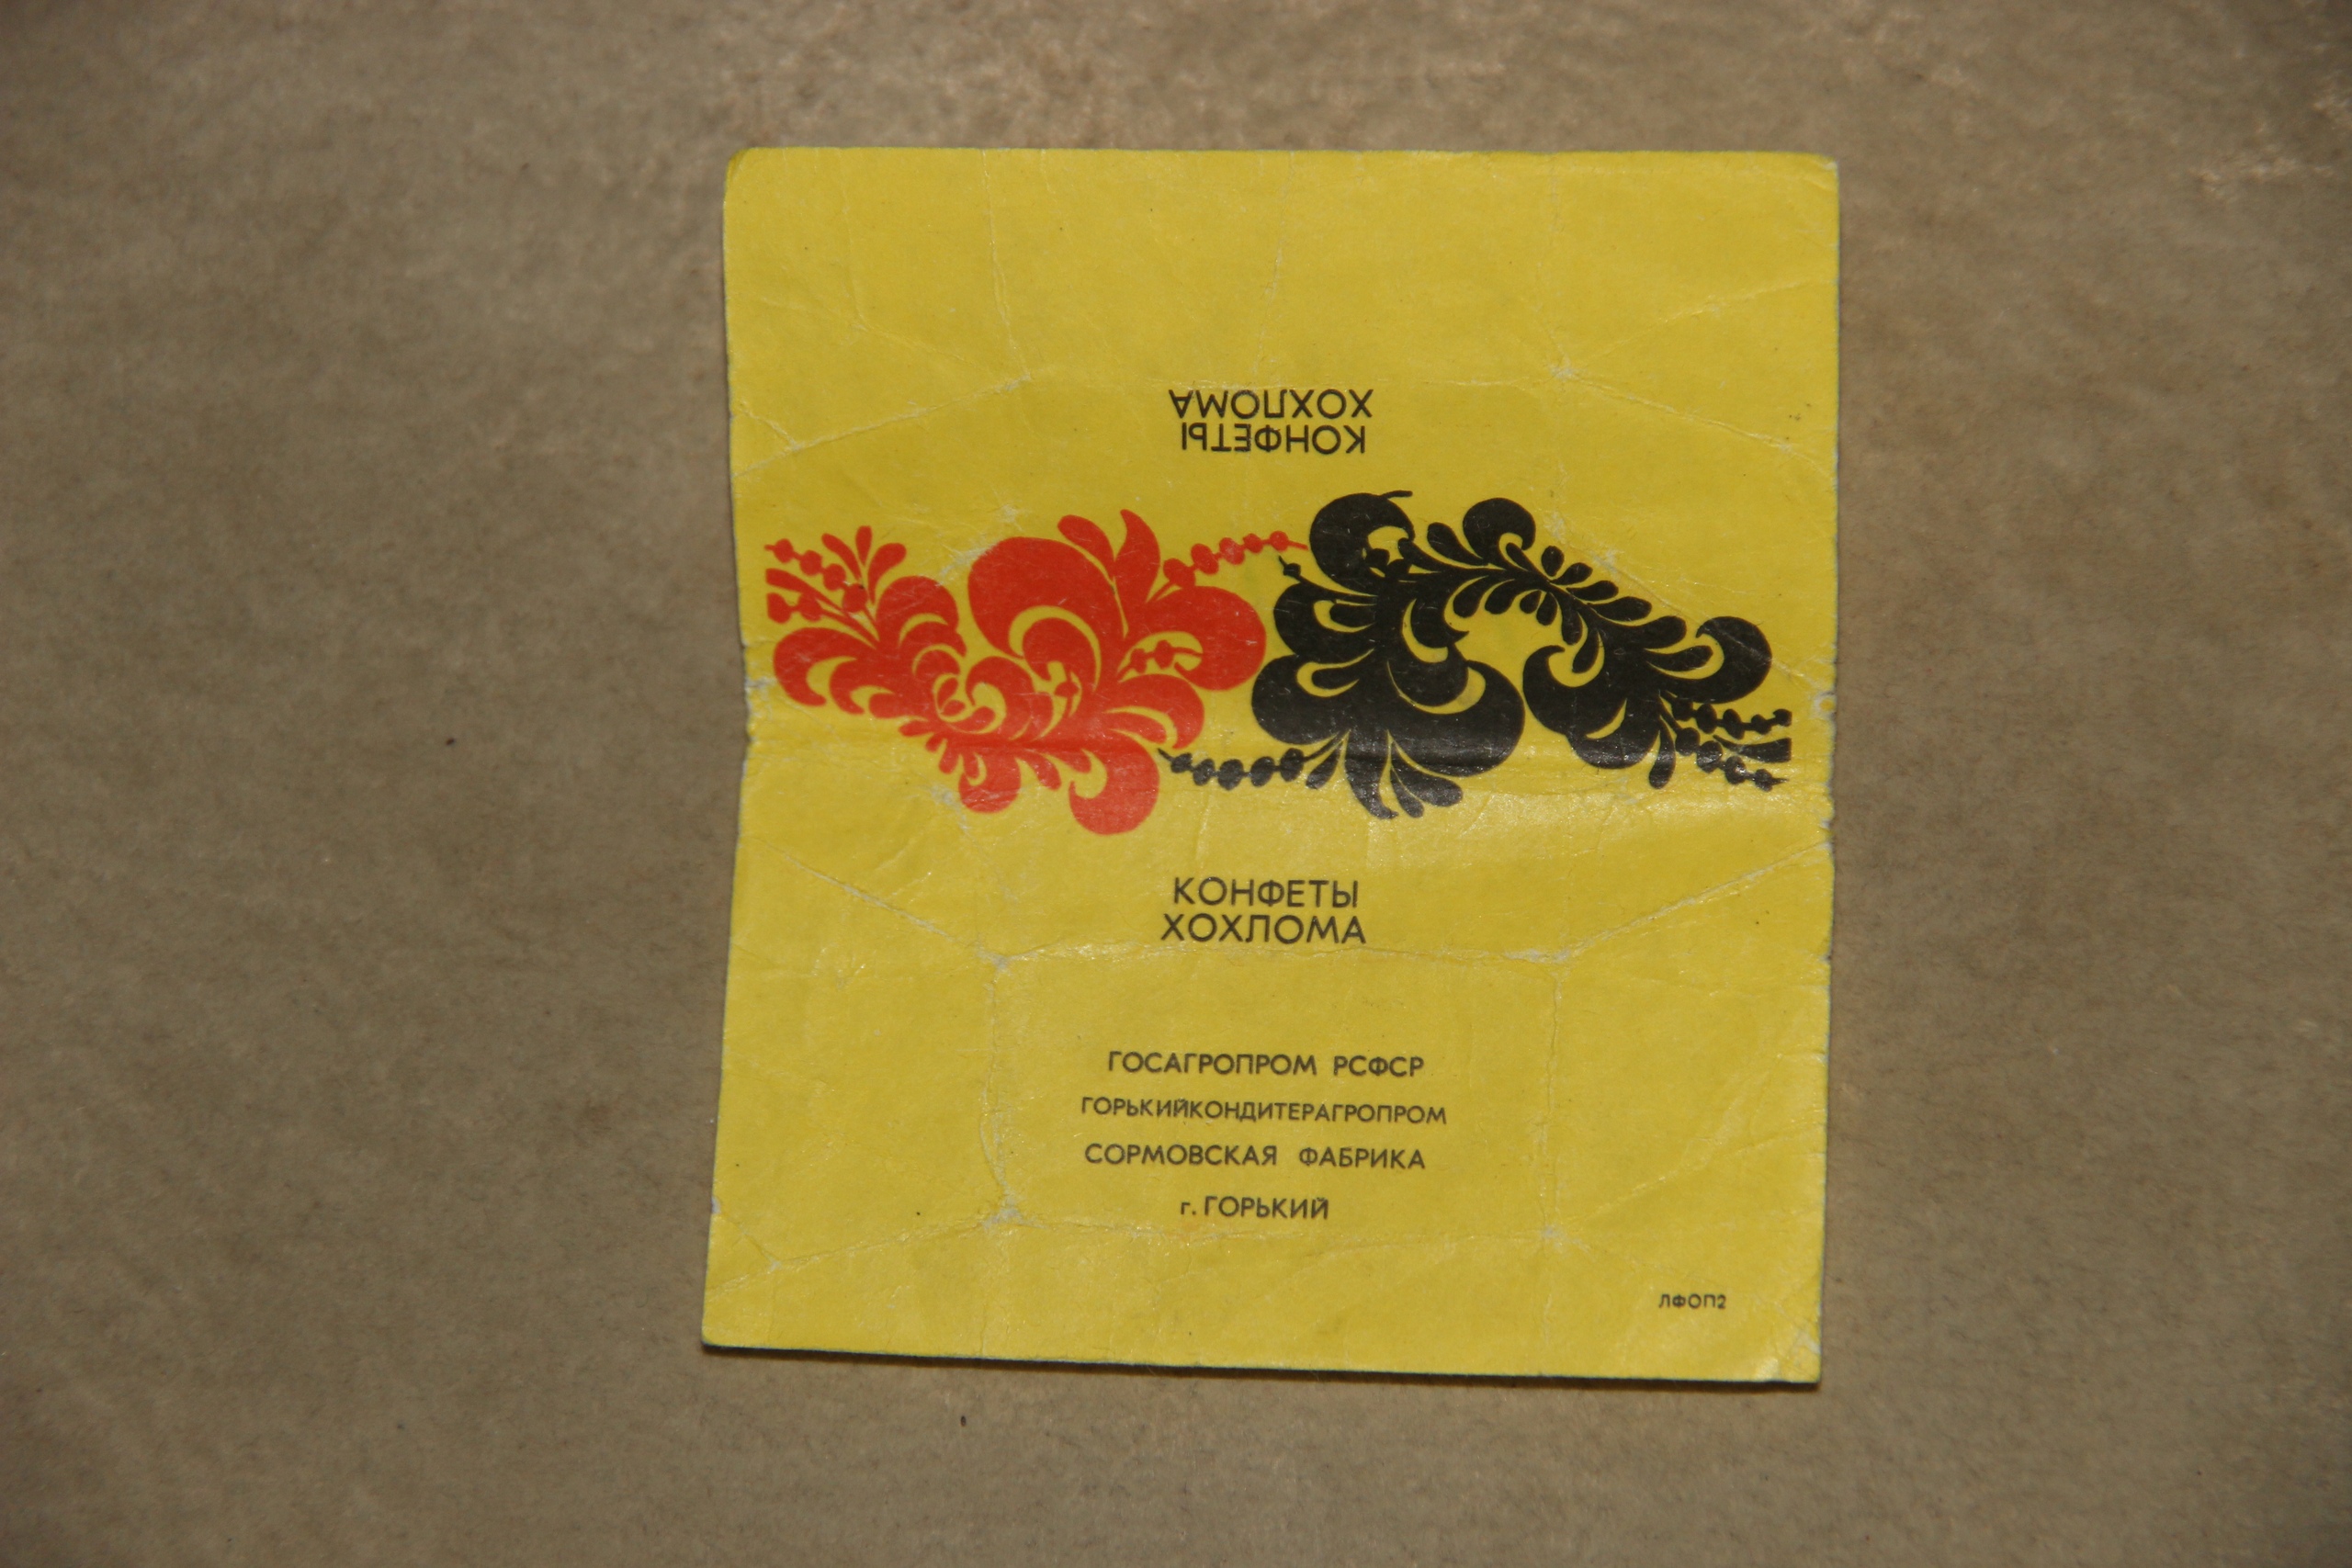 КОНФЕТЫ
ХОХЛОМА
КОНФЕТЫ
ХОХЛОМА
ГОСАГРОПРОМ РСФСР
ГОРЬКИЙКОНДИТЕРАГРОПРОМ
СОРМОВСКАЯ ФАБРИКА
г. ГОРЬКИЙ
ЛФОП2